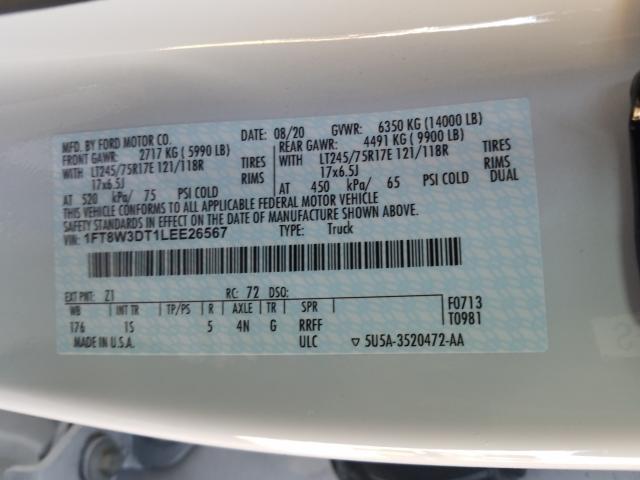 MFD. BY FORD MOTOR CO.
08/20 GVWR: 6350 KG (14000 LB)
FRONT GAWR: 2717 KG ( 5990 LB)
REAR GAWR: 4491 KG ( 9900 LB)
WITH LT245/75R17E 121/118R TIRES
WITH LT245/75R17E 121/118R TIRES
17x6.5J RIMS
17x6.5J RIMS
AT 520 kPa/ 75 PSI COLD
AT 450 kPa/ 65 PSI COLD DUAL
THIS VEHICLE CONFORMS TO ALL APPLICABLE FEDERAL MOTOR VEHICLE
SAFETY STANDARDS IN EFFECT ON THE DATE OF MANUFACTURE SHOWN ABOVE.
VIN: 1FT8W3DT1LEE26567 TYPE: Truck
EXT PNT: Z1 RC: 72 DSO:
WB INT TR TP/PS R AXLE TR SPR
F0713
176 1S 5 4N G RRFF
T0981
MADE IN U.S.A. ULC ▽ 5U5A-3520472-AA